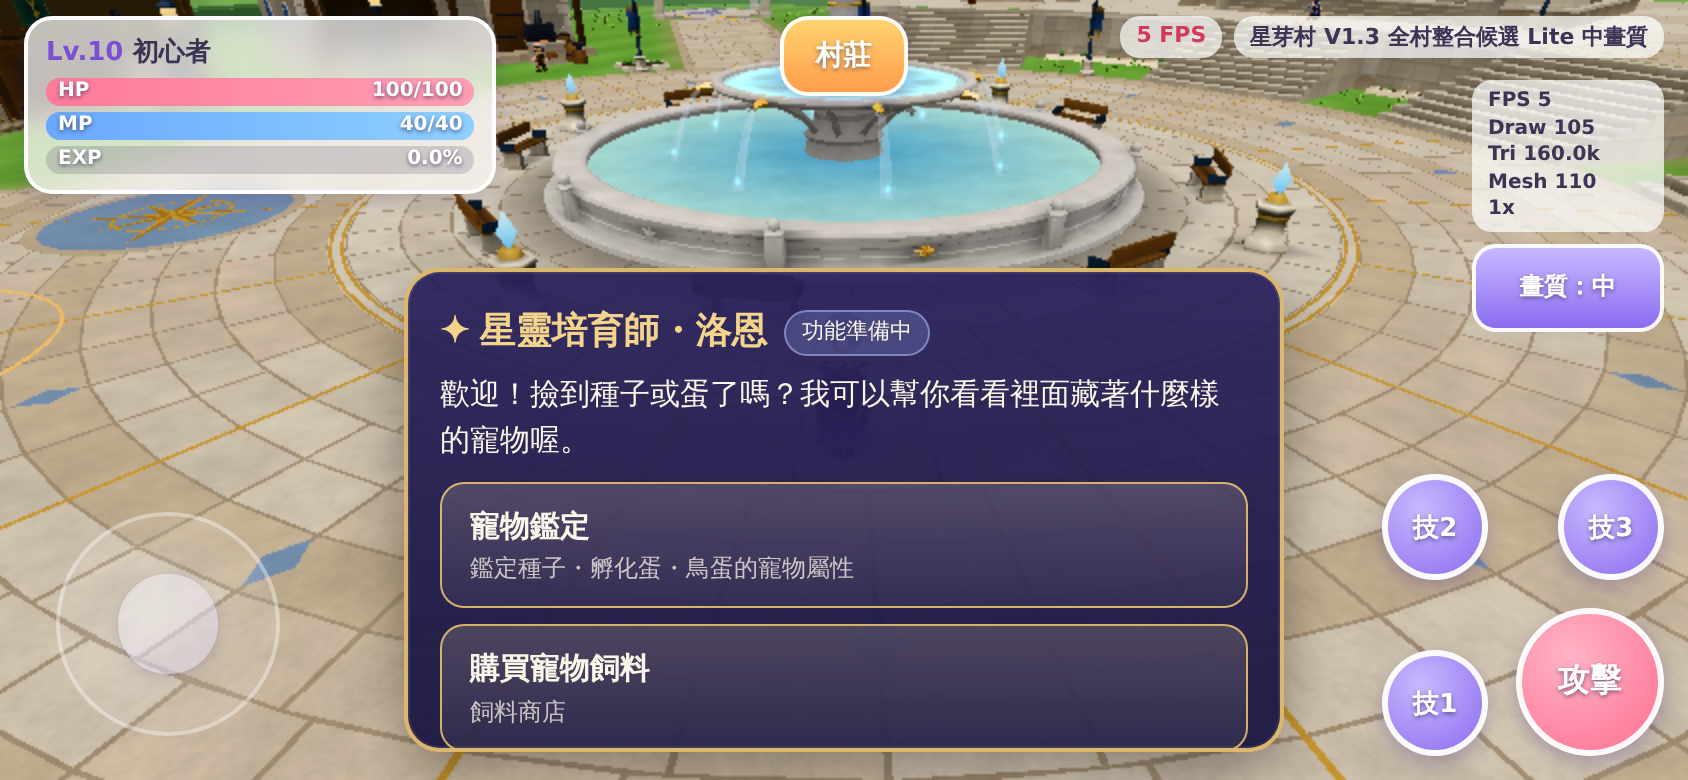 Lv.10 初心者
HP 100/100
MP 40/40
EXP 0.0%
村莊
5 FPS
星芽村 V1.3 全村整合候選 Lite 中畫質
FPS 5
Draw 105
Tri 160.0k
Mesh 110
1x
畫質：中
✦ 星靈培育師・洛恩 功能準備中
歡迎！撿到種子或蛋了嗎？我可以幫你看看裡面藏著什麼樣
的寵物喔。
寵物鑑定
鑑定種子・孵化蛋・鳥蛋的寵物屬性
購買寵物飼料
飼料商店
技2
技3
技1
攻擊